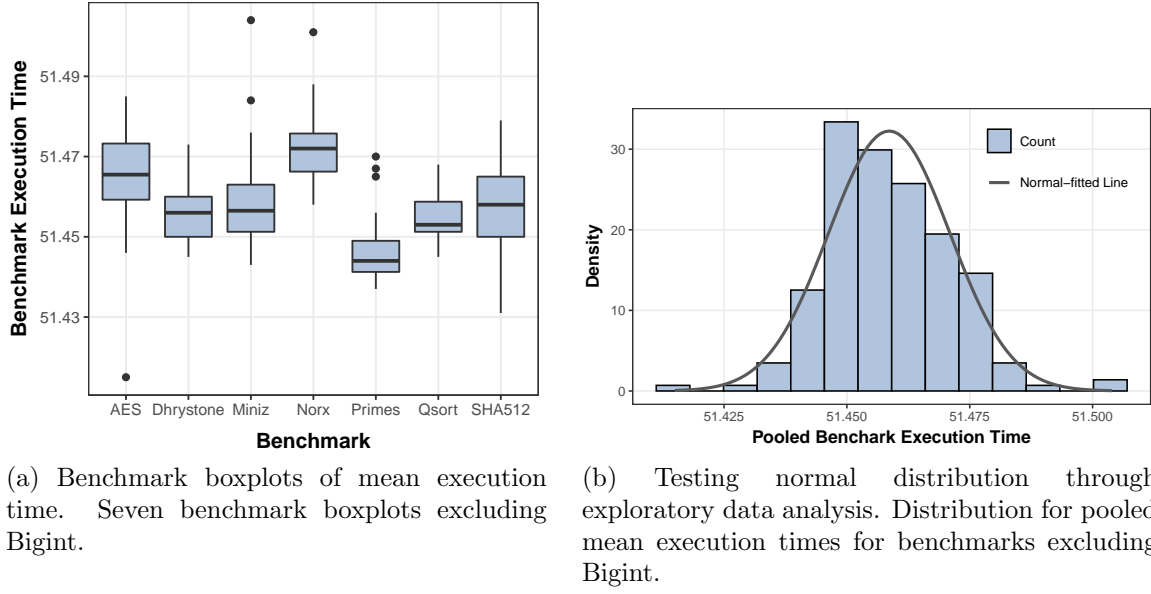 Benchmark Execution Time
51.49
51.47
51.45
51.43
AES Dhrystone Miniz Norx Primes Qsort SHA512
Benchmark
(a) Benchmark boxplots of mean execution
time. Seven benchmark boxplots excluding
Bigint.
Density
30
20
10
0
Count
Normal−fitted Line
51.425 51.450 51.475 51.500
Pooled Benchark Execution Time
(b) Testing normal distribution through
exploratory data analysis. Distribution for pooled
mean execution times for benchmarks excluding
Bigint.